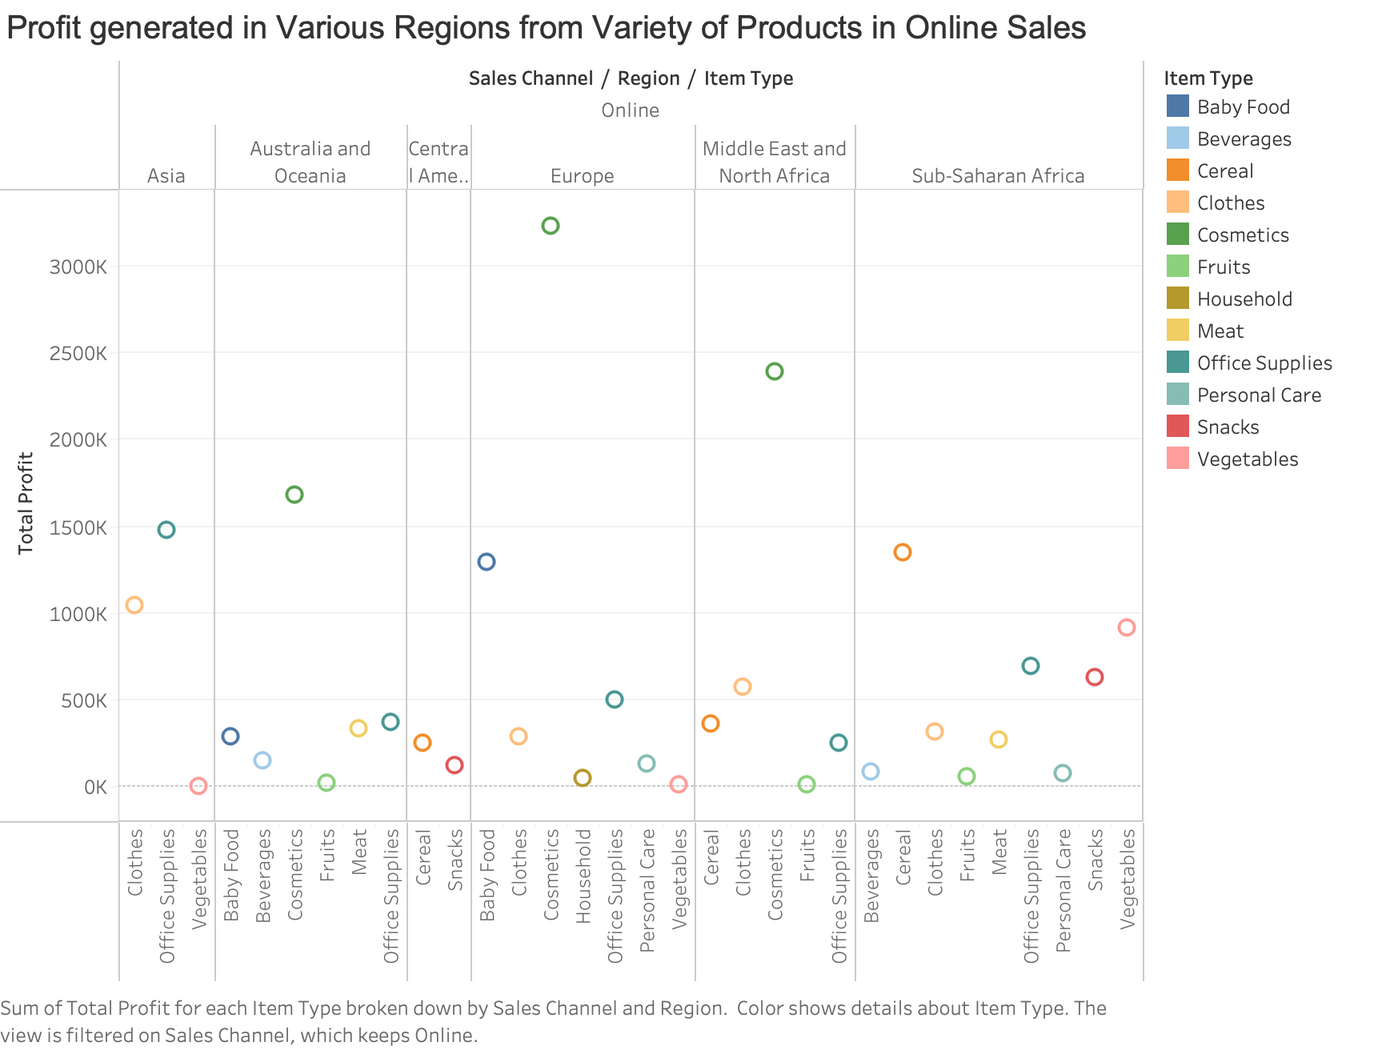 Profit generated in Various Regions from Variety of Products in Online Sales
Sales Channel / Region / Item Type
Online
Asia
Australia and
Oceania
Centra
l Ame..
Europe
Middle East and
North Africa
Sub-Saharan Africa
Total Profit
3000K
2500K
2000K
1500K
1000K
500K
0K
Clothes
Office Supplies
Vegetables
Baby Food
Beverages
Cosmetics
Fruits
Meat
Office Supplies
Cereal
Snacks
Baby Food
Clothes
Cosmetics
Household
Office Supplies
Personal Care
Vegetables
Cereal
Clothes
Cosmetics
Fruits
Office Supplies
Beverages
Cereal
Clothes
Fruits
Meat
Office Supplies
Personal Care
Snacks
Vegetables
Item Type
Baby Food
Beverages
Cereal
Clothes
Cosmetics
Fruits
Household
Meat
Office Supplies
Personal Care
Snacks
Vegetables
Sum of Total Profit for each Item Type broken down by Sales Channel and Region.  Color shows details about Item Type. The
view is filtered on Sales Channel, which keeps Online.